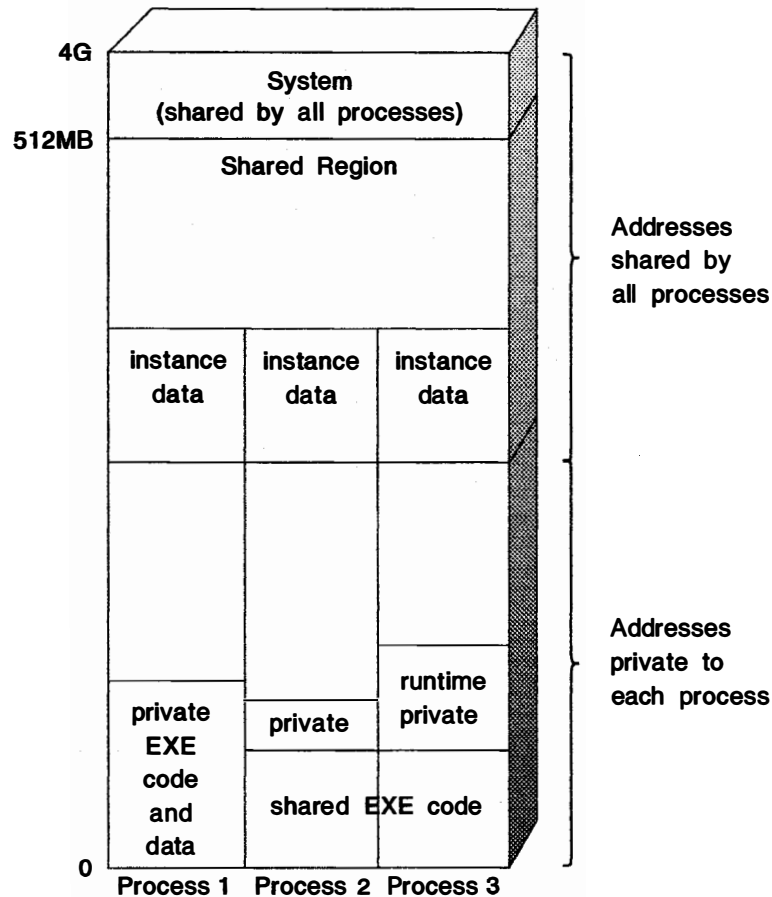 4G
System
(shared by all processes)
512MB
Shared Region
Addresses
shared by
all processes
instance
data
instance
data
instance
data
Addresses
private to
each process
private
EXE
code
and
data
private
runtime
private
shared EXE code
0
Process 1
Process 2
Process 3